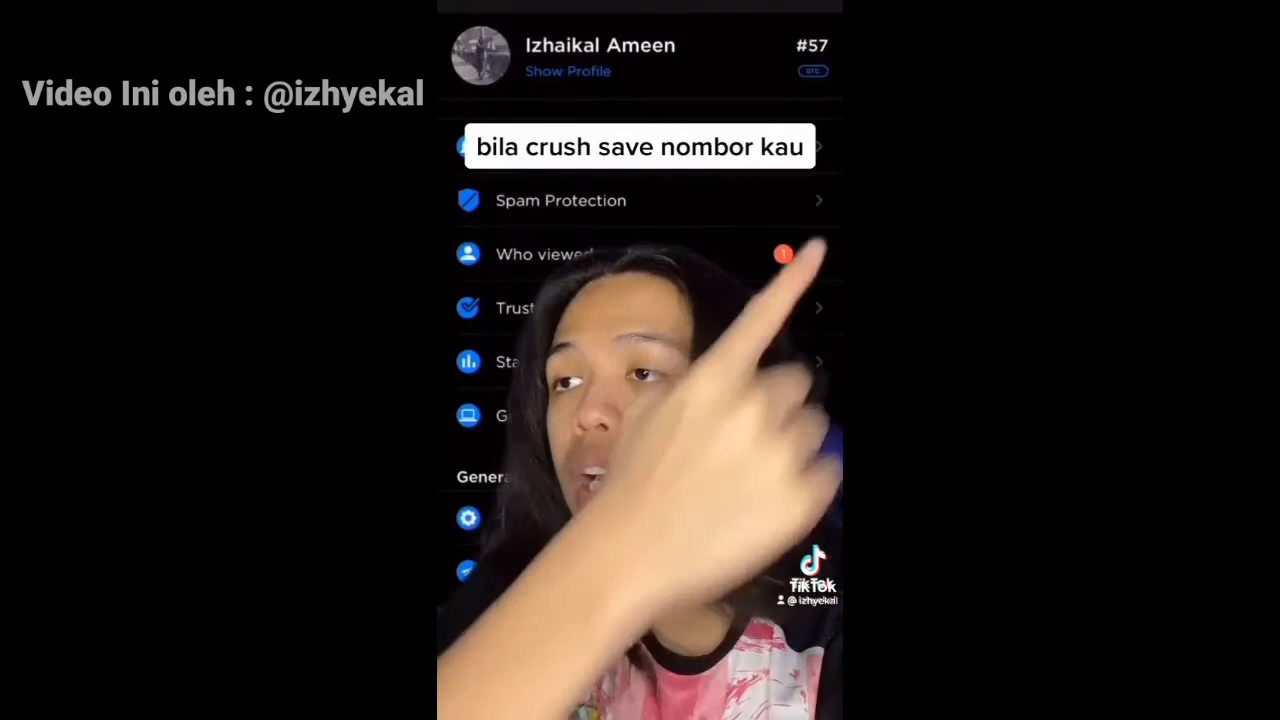 Izhaikal Ameen
#57
Show Profile
Video Ini oleh : @izhyekal
bila crush save nombor kau
Spam Protection
Who viewed
1
Trust
Sta
G
Genera
TikTok
@izhyekal